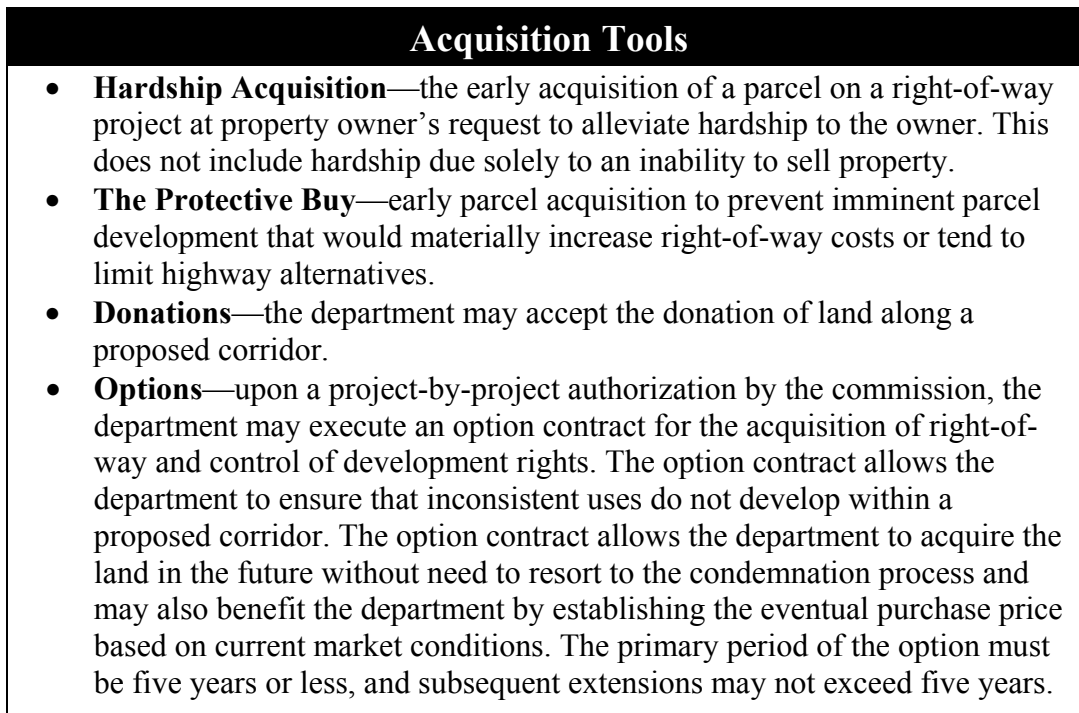 Acquisition Tools
• Hardship Acquisition—the early acquisition of a parcel on a right-of-way
project at property owner’s request to alleviate hardship to the owner. This
does not include hardship due solely to an inability to sell property.
• The Protective Buy—early parcel acquisition to prevent imminent parcel
development that would materially increase right-of-way costs or tend to
limit highway alternatives.
• Donations—the department may accept the donation of land along a
proposed corridor.
• Options—upon a project-by-project authorization by the commission, the
department may execute an option contract for the acquisition of right-of-
way and control of development rights. The option contract allows the
department to ensure that inconsistent uses do not develop within a
proposed corridor. The option contract allows the department to acquire the
land in the future without need to resort to the condemnation process and
may also benefit the department by establishing the eventual purchase price
based on current market conditions. The primary period of the option must
be five years or less, and subsequent extensions may not exceed five years.